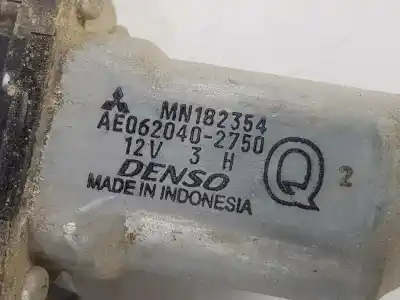 MN182354
AE062040-2750
12V 3 H
DENSO
MADE IN INDONESIA
Q 2